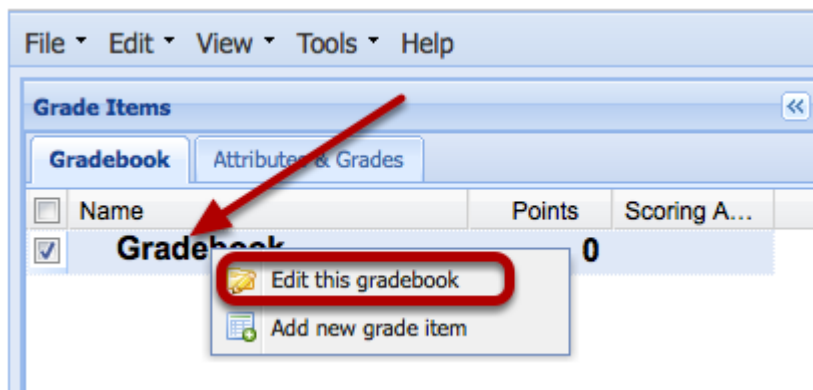 File Edit View Tools Help
Grade Items
Gradebook Attributes & Grades
Name Points Scoring A...
Gradebook 0
Edit this gradebook
Add new grade item